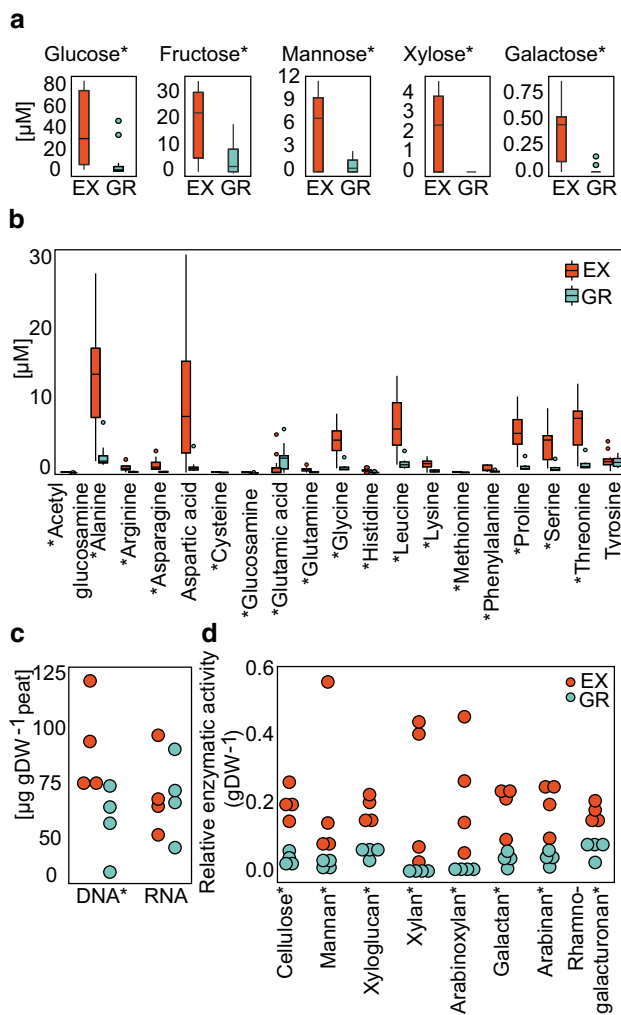 a
Glucose* Fructose* Mannose* Xylose* Galactose*
[µM]
80
60
40
20
0
EX GR
30
20
10
0
EX GR
12
9
6
3
0
EX GR
4
3
2
1
0
EX GR
0.75
0.50
0.25
0.00
EX GR
b
[µM]
30
20
10
0
EX
GR
*Acetyl
glucosamine
*Alanine
*Arginine
*Asparagine
Aspartic acid
*Cysteine
*Glucosamine
*Glutamic acid
*Glutamine
*Glycine
*Histidine
*Leucine
*Lysine
*Methionine
*Phenylalanine
*Proline
*Serine
*Threonine
Tyrosine
c
[µg gDW-1 peat]
125
100
75
50
0
DNA* RNA
d
Relative enzymatic activity
(gDW-1)
0.6
0.4
0.2
0.0
EX
GR
Cellulose*
Mannan*
Xyloglucan*
Xylan*
Arabinoxylan*
Galactan*
Arabinan*
Rhamno-
galacturonan*